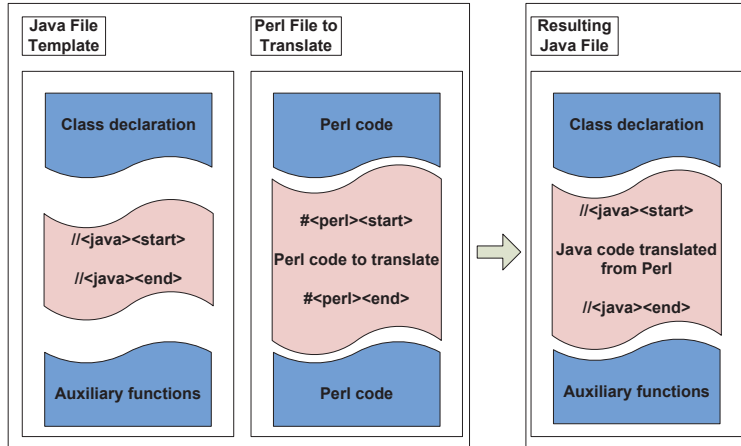 Java File
Template
Class declaration
//<java><start>
//<java><end>
Auxiliary functions
Perl File to
Translate
Perl code
#<perl><start>
Perl code to translate
#<perl><end>
Perl code
Resulting
Java File
Class declaration
//<java><start>
Java code translated
from Perl
//<java><end>
Auxiliary functions